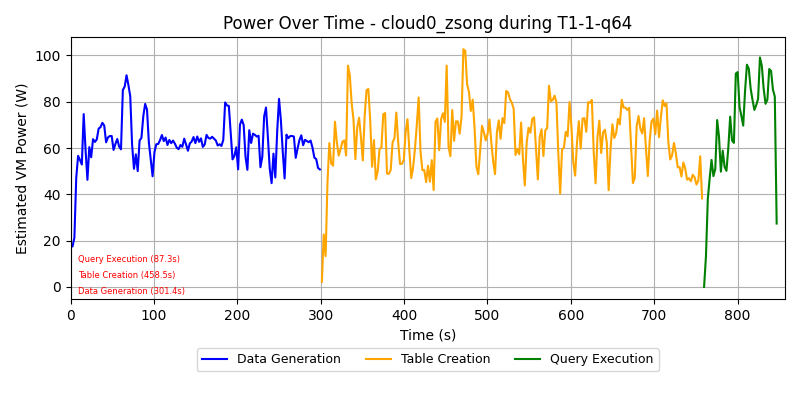 Power Over Time - cloud0_zsong during T1-1-q64
Estimated VM Power (W)
100
80
60
40
20
0
Query Execution (87.3s)
Table Creation (458.5s)
Data Generation (301.4s)
0 100 200 300 400 500 600 700 800
Time (s)
Data Generation Table Creation Query Execution